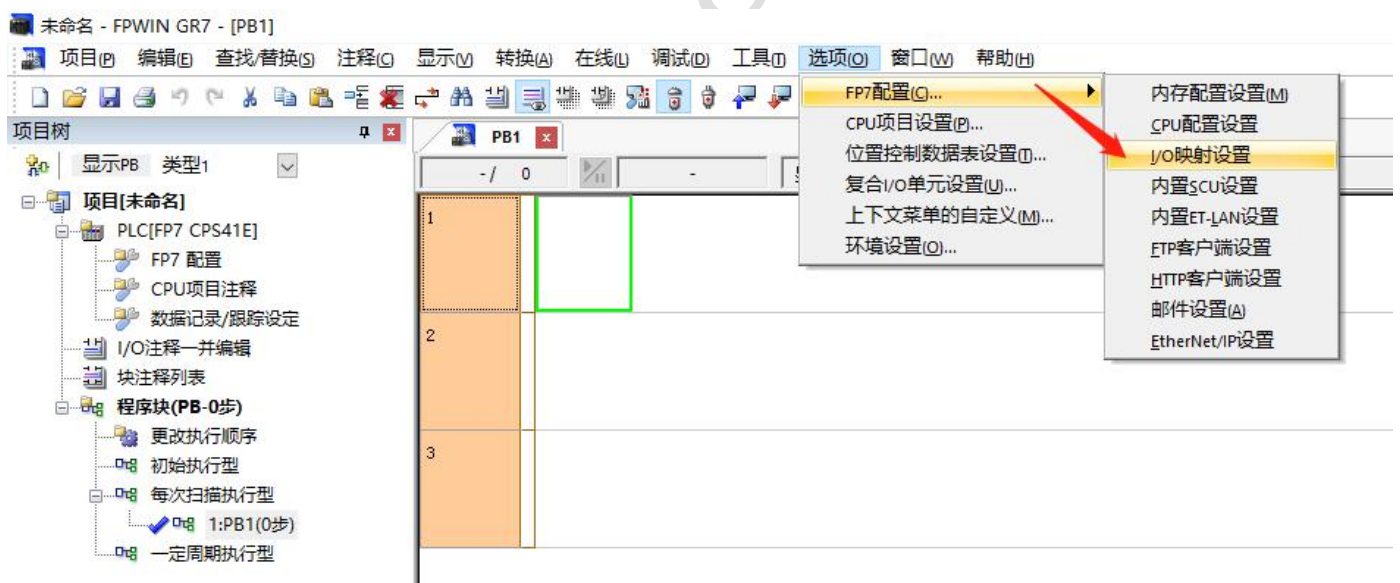 未命名 - FPWIN GR7 - [PB1]
项目(P) 编辑(E) 查找/替换(S) 注释(C) 显示(V) 转换(A) 在线(L) 调试(D) 工具(T) 选项(O) 窗口(W) 帮助(H)
项目树
显示PB 类型1
项目[未命名]
PLC[FP7 CPS41E]
FP7 配置
CPU项目注释
数据记录/跟踪设定
I/O注释一并编辑
块注释列表
程序块(PB-0步)
更改执行顺序
初始执行型
每次扫描执行型
1:PB1(0步)
一定周期执行型
PB1
-/ 0
-
1
2
3
FP7配置(G)...
CPU项目设置(P)...
位置控制数据表设置(T)...
复合I/O单元设置(U)...
上下文菜单的自定义(M)...
环境设置(O)...
内存配置设置(M)
CPU配置设置
I/O映射设置
内置SCU设置
内置ET-LAN设置
FTP客户端设置
HTTP客户端设置
邮件设置(A)
EtherNet/IP设置